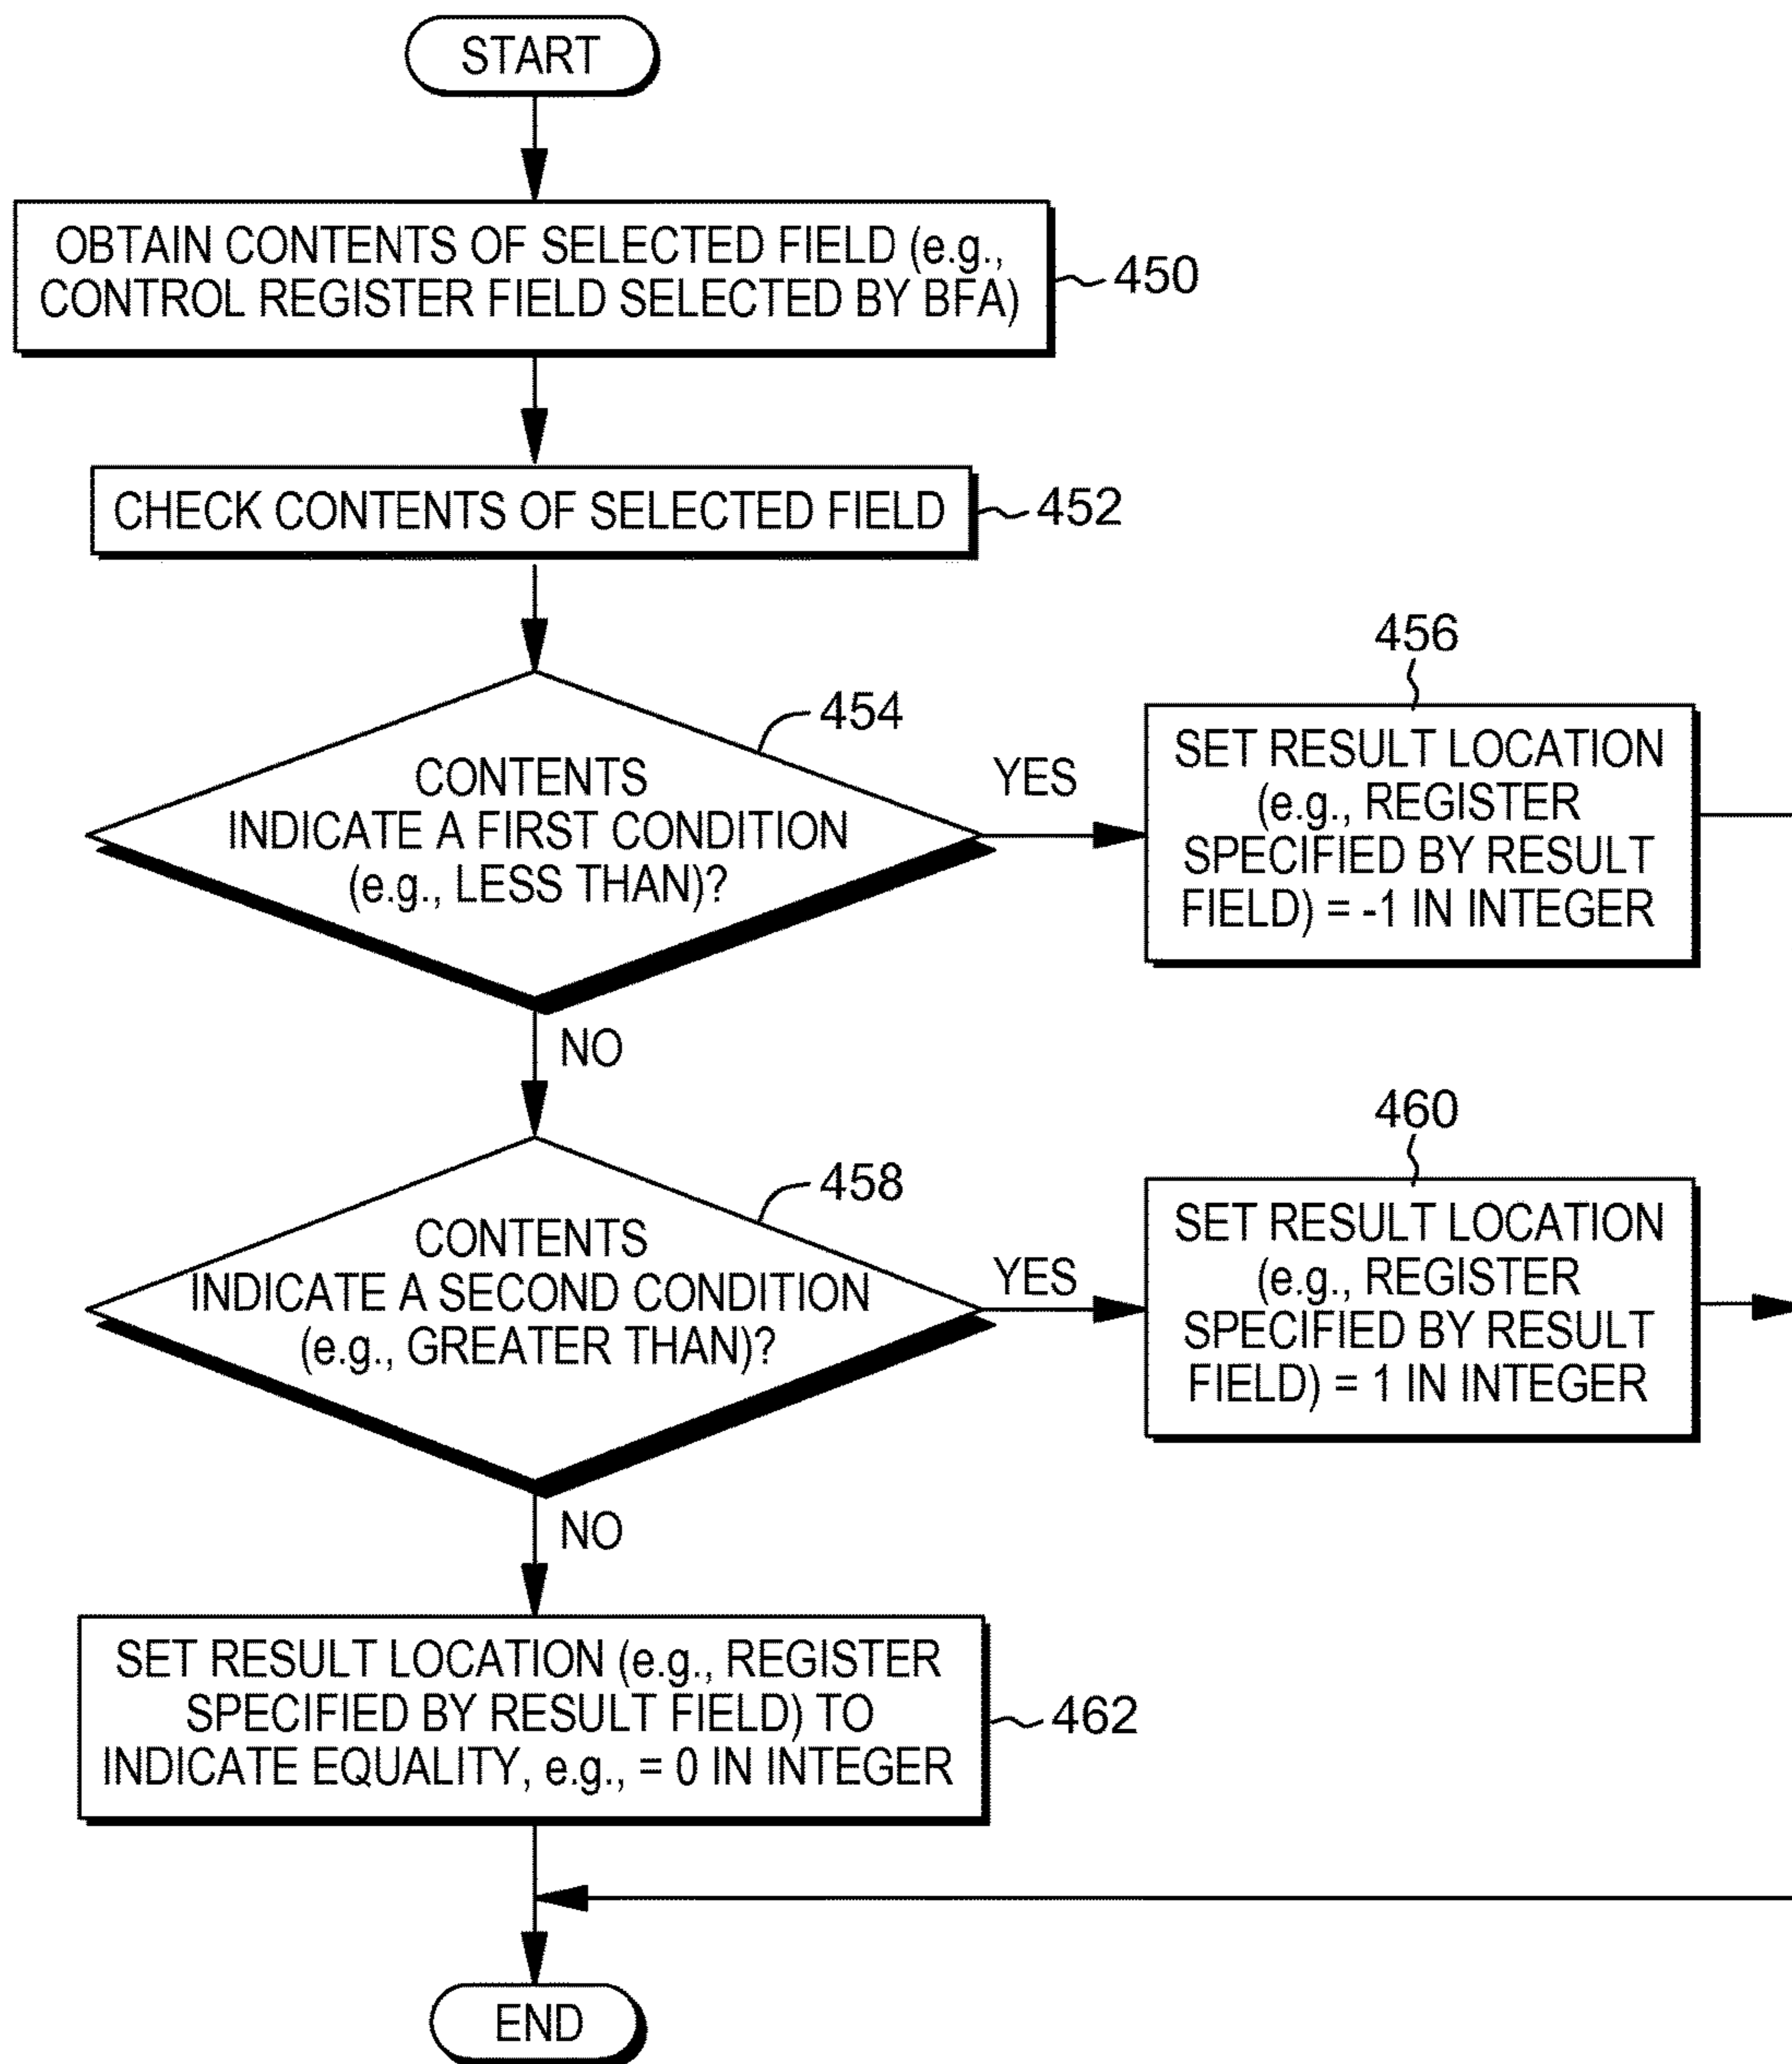 START
OBTAIN CONTENTS OF SELECTED FIELD (e.g.,
CONTROL REGISTER FIELD SELECTED BY BFA)
450
CHECK CONTENTS OF SELECTED FIELD
452
454
CONTENTS
INDICATE A FIRST CONDITION
(e.g., LESS THAN)?
YES
456
SET RESULT LOCATION
(e.g., REGISTER
SPECIFIED BY RESULT
FIELD) = -1 IN INTEGER
NO
458
CONTENTS
INDICATE A SECOND CONDITION
(e.g., GREATER THAN)?
YES
460
SET RESULT LOCATION
(e.g., REGISTER
SPECIFIED BY RESULT
FIELD) = 1 IN INTEGER
NO
SET RESULT LOCATION (e.g., REGISTER
SPECIFIED BY RESULT FIELD) TO
INDICATE EQUALITY, e.g., = 0 IN INTEGER
462
END